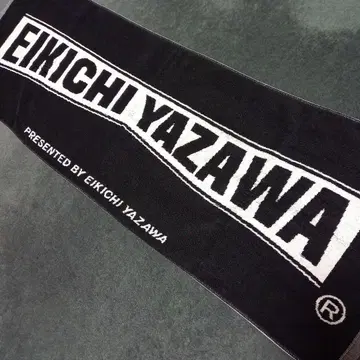 EIKICHI YAZAWA
®
PRESENTED BY EIKICHI YAZAWA